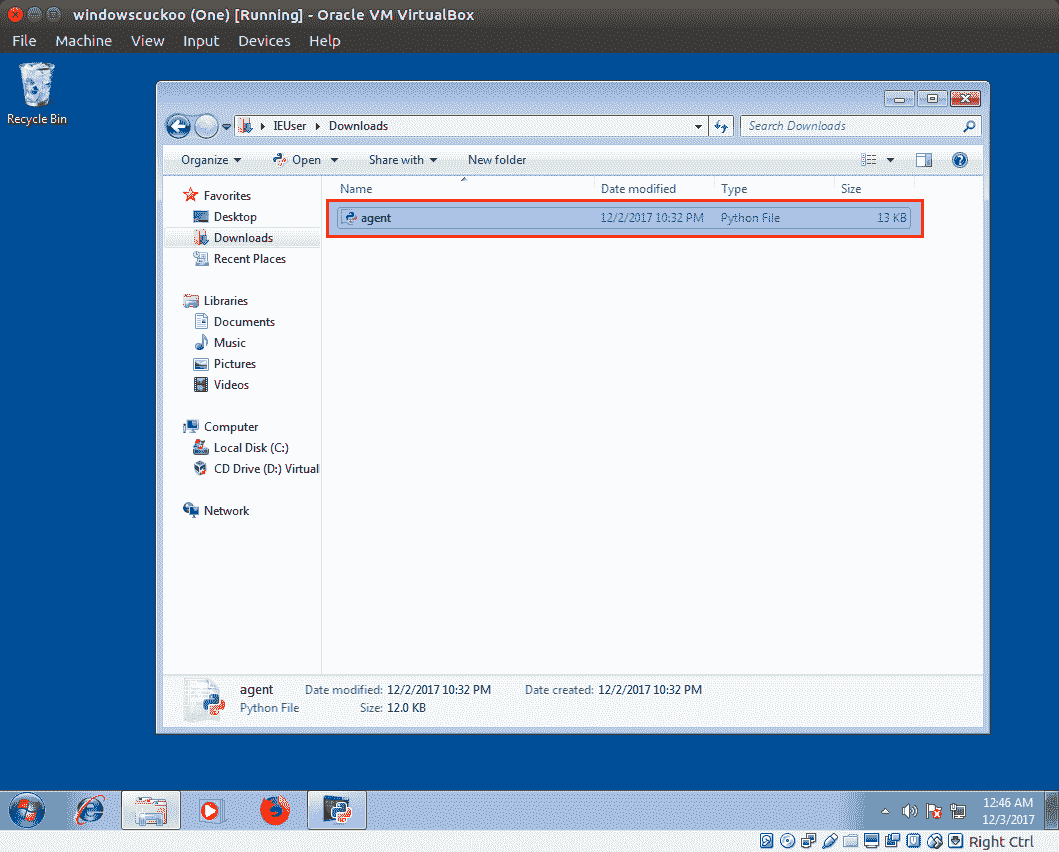 windowscuckoo (One) [Running] - Oracle VM VirtualBox
File Machine View Input Devices Help
Recycle Bin
IEUser Downloads
Search Downloads
Organize Open Share with New folder
Name Date modified Type Size
agent 12/2/2017 10:32 PM Python File 13 KB
Favorites
Desktop
Downloads
Recent Places
Libraries
Documents
Music
Pictures
Videos
Computer
Local Disk (C:)
CD Drive (D:) Virtual
Network
agent Date modified: 12/2/2017 10:32 PM Date created: 12/2/2017 10:32 PM
Python File Size: 12.0 KB
12:46 AM
12/3/2017
Right Ctrl